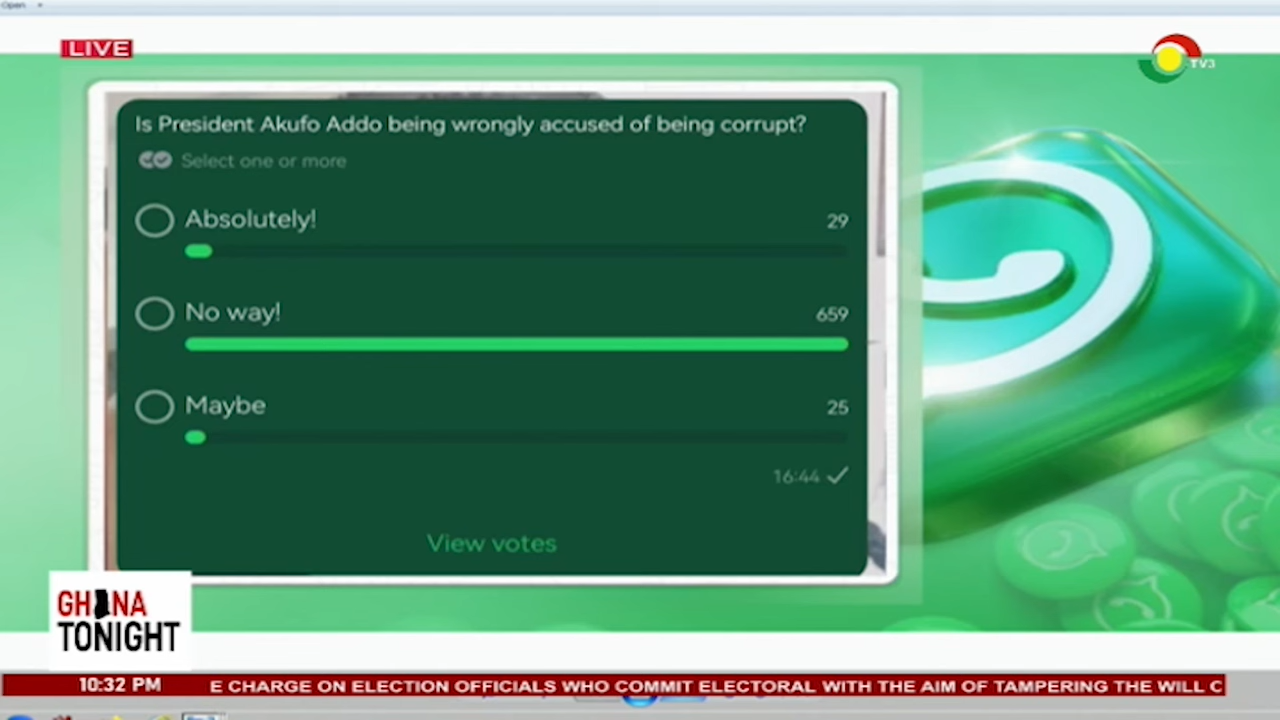 Open
LIVE
TV3
Is President Akufo Addo being wrongly accused of being corrupt?
Select one or more
Absolutely!
29
No way!
659
Maybe
25
16:44
View votes
GHANA
TONIGHT
10:32 PM
E CHARGE ON ELECTION OFFICIALS WHO COMMIT ELECTORAL WITH THE AIM OF TAMPERING THE WILL C